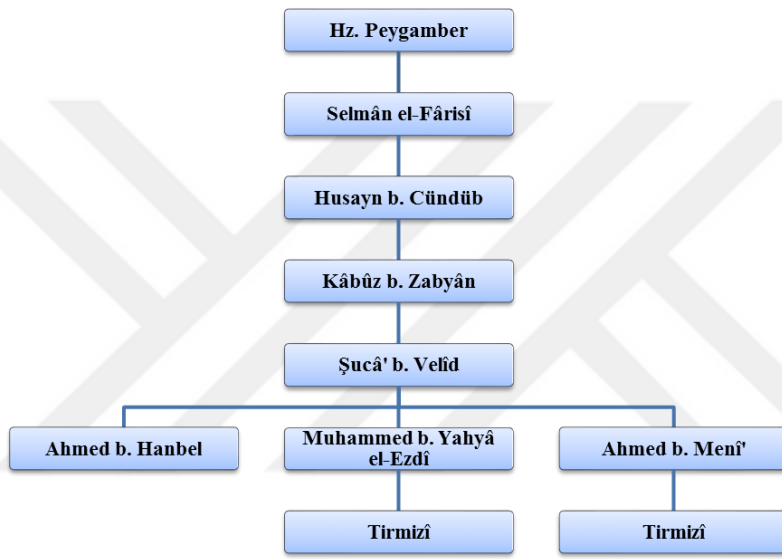 Hz. Peygamber
Selmân el-Fârisî
Husayn b. Cündüb
Kâbûz b. Zabyân
Şucâ' b. Velîd
Ahmed b. Hanbel
Muhammed b. Yahyâ
el-Ezdî
Ahmed b. Menî'
Tirmizî
Tirmizî